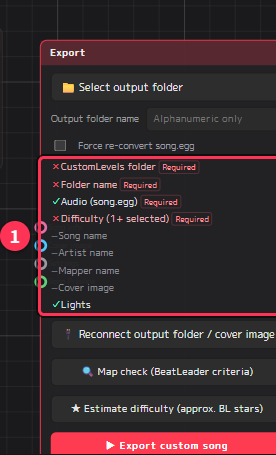 Export
📁 Select output folder
Output folder name Alphanumeric only
Force re-convert song.egg
✕CustomLevels folder Required
✕Folder name Required
✓Audio (song.egg) Required
✕Difficulty (1+ selected) Required
1
—Song name
—Artist name
—Mapper name
—Cover image
✓Lights
Reconnect output folder / cover image
🔍 Map check (BeatLeader criteria)
★ Estimate difficulty (approx. BL stars)
▶ Export custom song